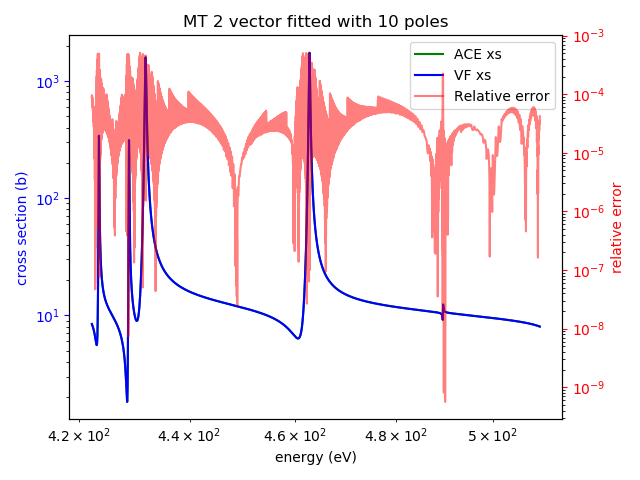 MT 2 vector fitted with 10 poles
ACE xs
VF xs
Relative error
cross section (b)
10³
10²
10¹
relative error
10⁻³
10⁻⁴
10⁻⁵
10⁻⁶
10⁻⁷
10⁻⁸
10⁻⁹
4.2 × 10² 4.4 × 10² 4.6 × 10² 4.8 × 10² 5 × 10²
energy (eV)